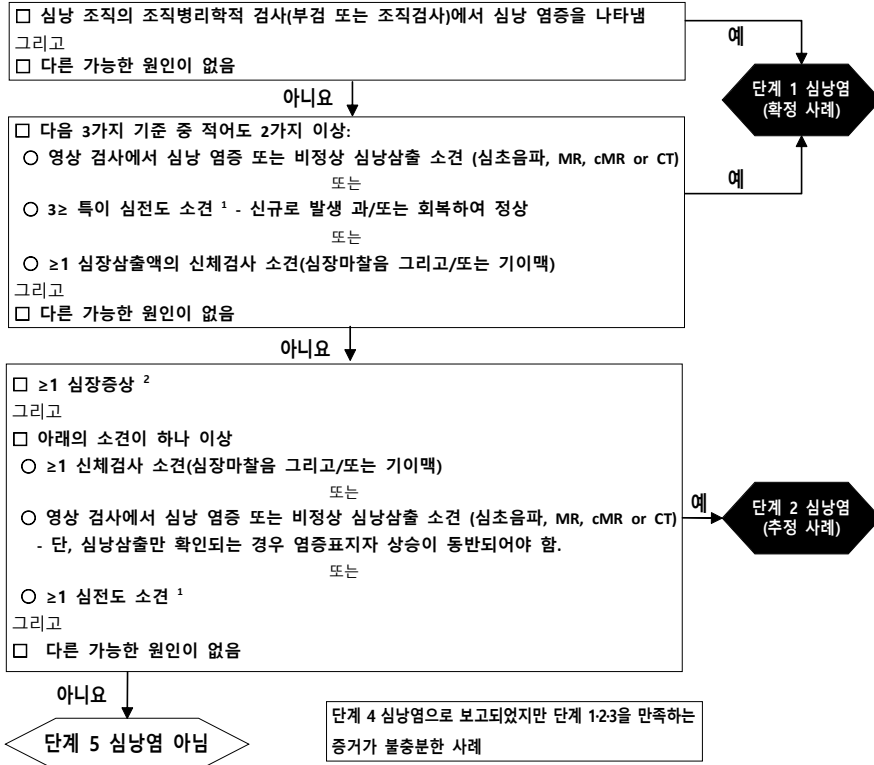 □ 심낭 조직의 조직병리학적 검사(부검 또는 조직검사)에서 심낭 염증을 나타냄
그리고
□ 다른 가능한 원인이 없음
예
단계 1 심낭염
(확정 사례)
아니요
□ 다음 3가지 기준 중 적어도 2가지 이상:
○ 영상 검사에서 심낭 염증 또는 비정상 심낭삼출 소견 (심초음파, MR, cMR or CT)
또는
○ 3≥ 특이 심전도 소견 ¹ - 신규로 발생 과/또는 회복하여 정상
또는
○ ≥1 심장삼출액의 신체검사 소견(심장마찰음 그리고/또는 기이맥)
그리고
□ 다른 가능한 원인이 없음
예
아니요
□ ≥1 심장증상 ²
그리고
□ 아래의 소견이 하나 이상
○ ≥1 신체검사 소견(심장마찰음 그리고/또는 기이맥)
또는
○ 영상 검사에서 심낭 염증 또는 비정상 심낭삼출 소견 (심초음파, MR, cMR or CT)
- 단, 심낭삼출만 확인되는 경우 염증표지자 상승이 동반되어야 함.
또는
○ ≥1 심전도 소견 ¹
그리고
□ 다른 가능한 원인이 없음
예
단계 2 심낭염
(추정 사례)
아니요
단계 5 심낭염 아님
단계 4 심낭염으로 보고되었지만 단계 1·2·3을 만족하는
증거가 불충분한 사례